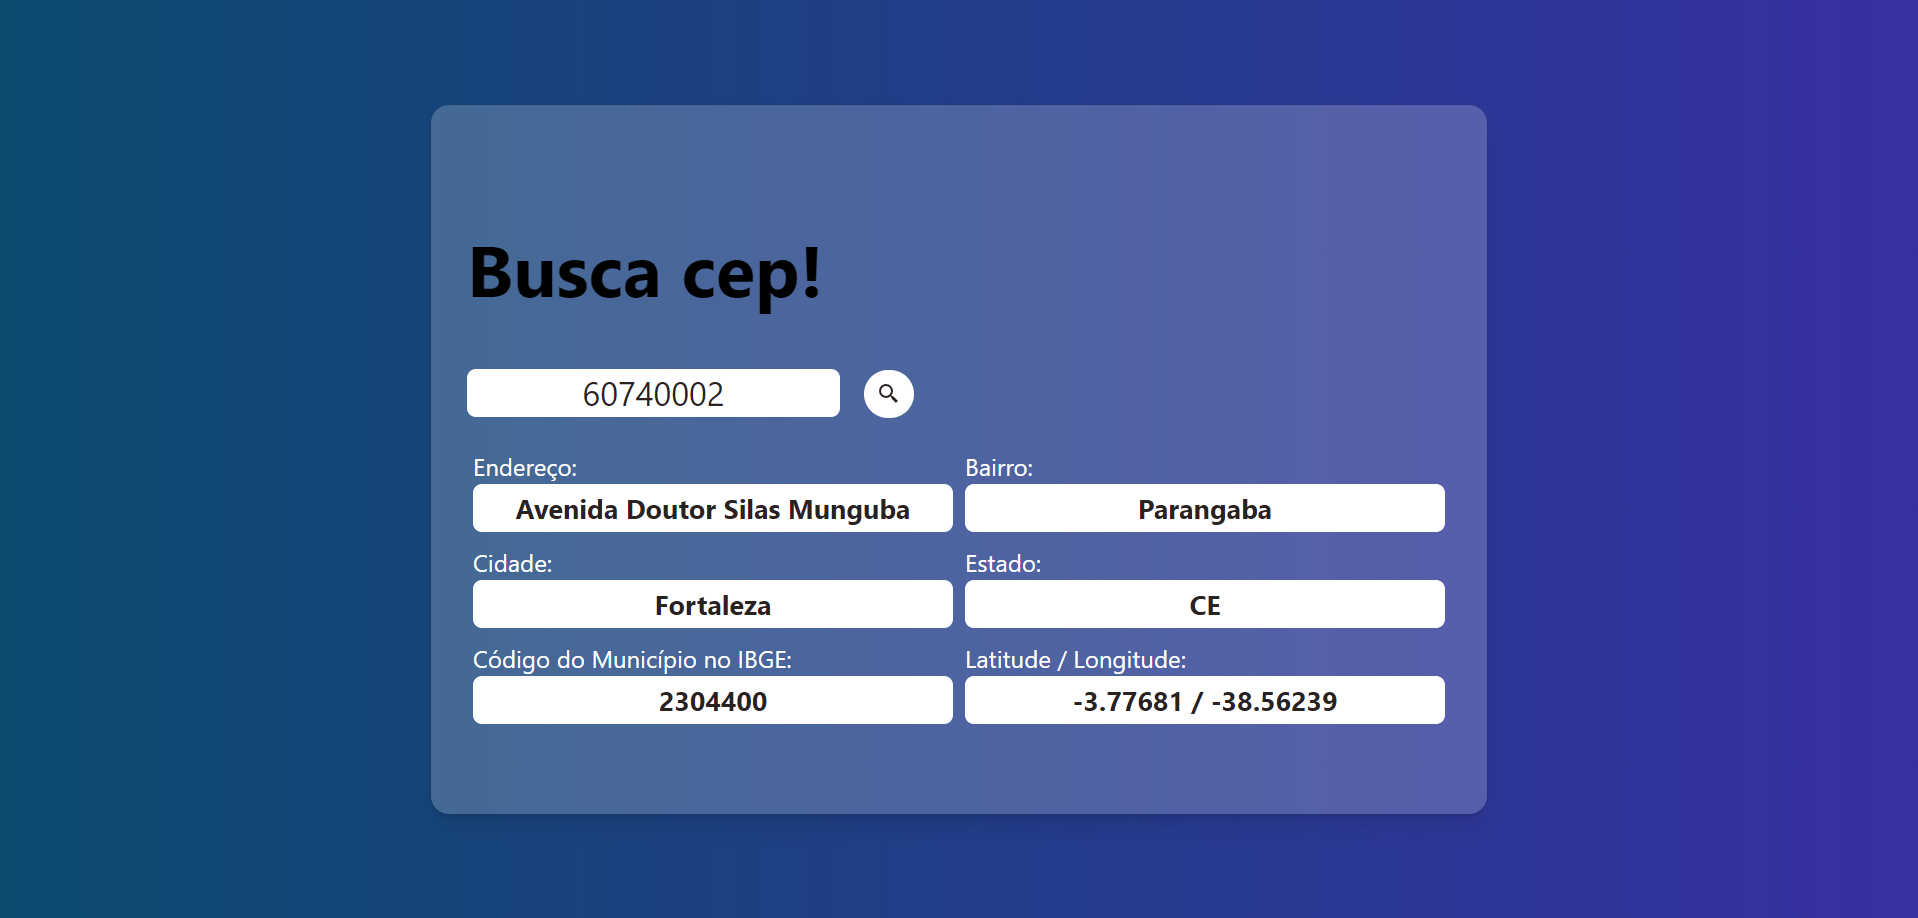 Busca cep!
60740002
Endereço:
Avenida Doutor Silas Munguba
Bairro:
Parangaba
Cidade:
Fortaleza
Estado:
CE
Código do Município no IBGE:
2304400
Latitude / Longitude:
-3.77681 / -38.56239